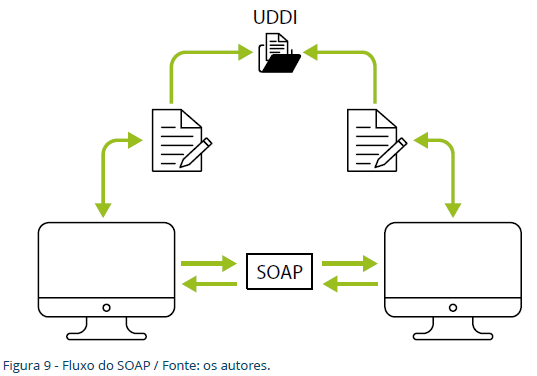 UDDI
SOAP
Figura 9 - Fluxo do SOAP / Fonte: os autores.